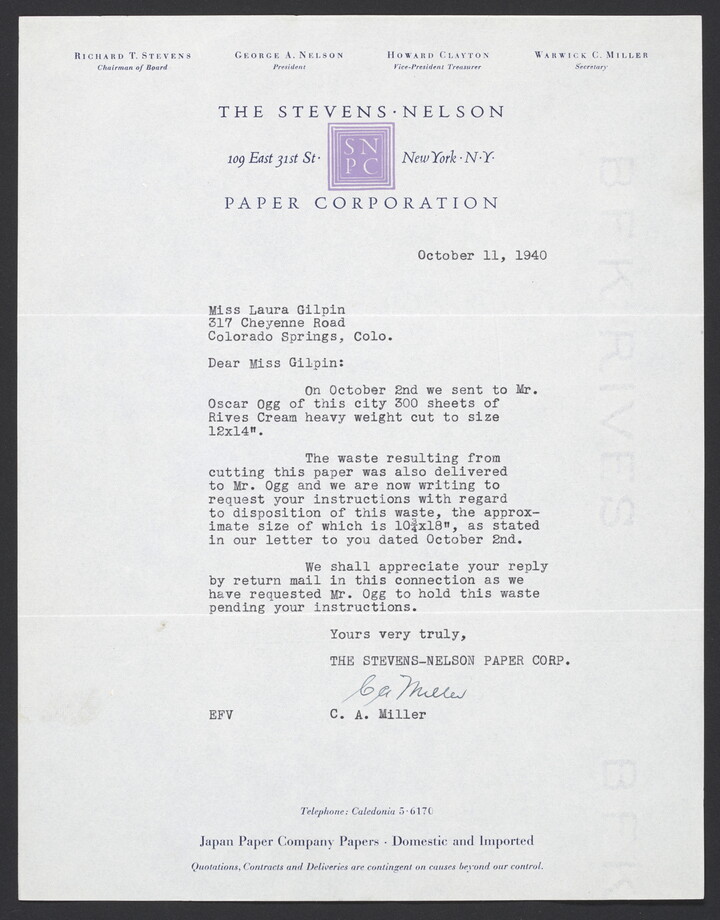 RICHARD T. STEVENS
Chairman of Board
GEORGE A. NELSON
President
HOWARD CLAYTON
Vice-President Treasurer
WARWICK C. MILLER
Secretary
THE STEVENS·NELSON
109 East 31st St·
SN
PC
New York·N·Y·
PAPER CORPORATION
October 11, 1940
Miss Laura Gilpin
317 Cheyenne Road
Colorado Springs, Colo.
Dear Miss Gilpin:
On October 2nd we sent to Mr.
Oscar Ogg of this city 300 sheets of
Rives Cream heavy weight cut to size
12x14".
The waste resulting from
cutting this paper was also delivered
to Mr. Ogg and we are now writing to
request your instructions with regard
to disposition of this waste, the approx-
imate size of which is 10¾x18", as stated
in our letter to you dated October 2nd.
We shall appreciate your reply
by return mail in this connection as we
have requested Mr. Ogg to hold this waste
pending your instructions.
Yours very truly,
THE STEVENS-NELSON PAPER CORP.
CA Miller
EFV
C. A. Miller
Telephone: Caledonia 5·6170
Japan Paper Company Papers · Domestic and Imported
Quotations, Contracts and Deliveries are contingent on causes beyond our control.
BFK RIVES
BFK